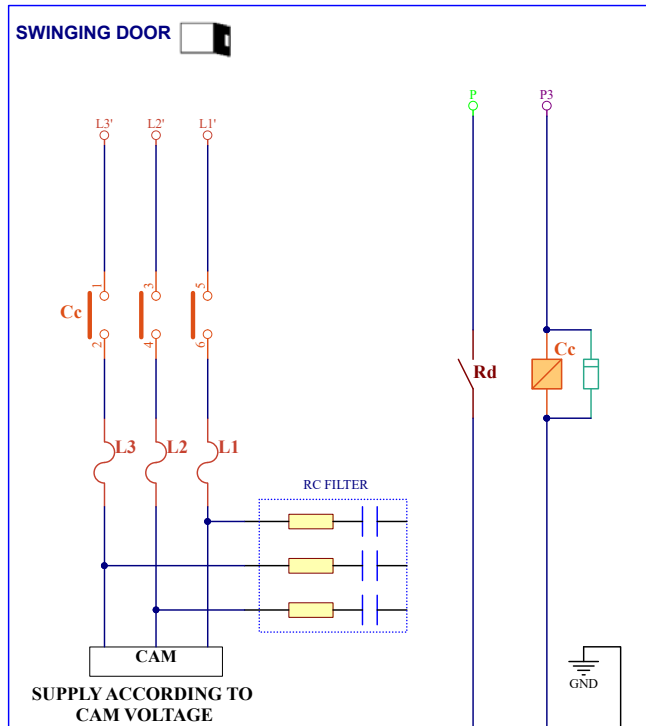 SWINGING DOOR
P P3
L3' L2' L1'
1 3 5
Cc
2 4 6
Cc
Rd
L3 L2 L1
RC FILTER
CAM
SUPPLY ACCORDING TO
CAM VOLTAGE
GND